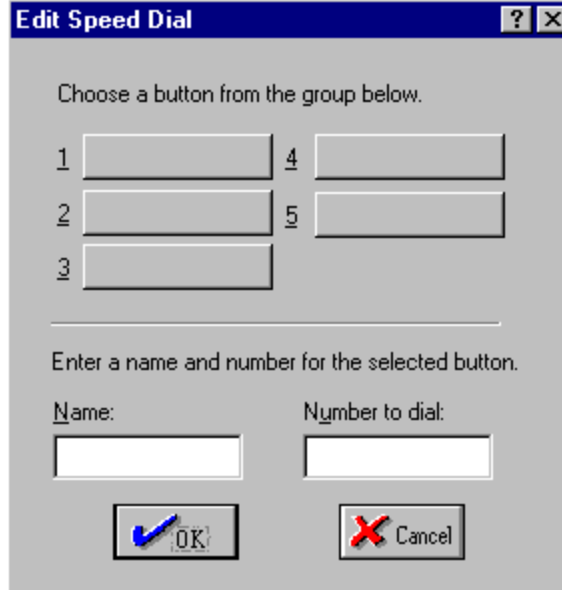 Edit Speed Dial
Choose a button from the group below.
1 4
2 5
3
Enter a name and number for the selected button.
Name: Number to dial:
OK Cancel